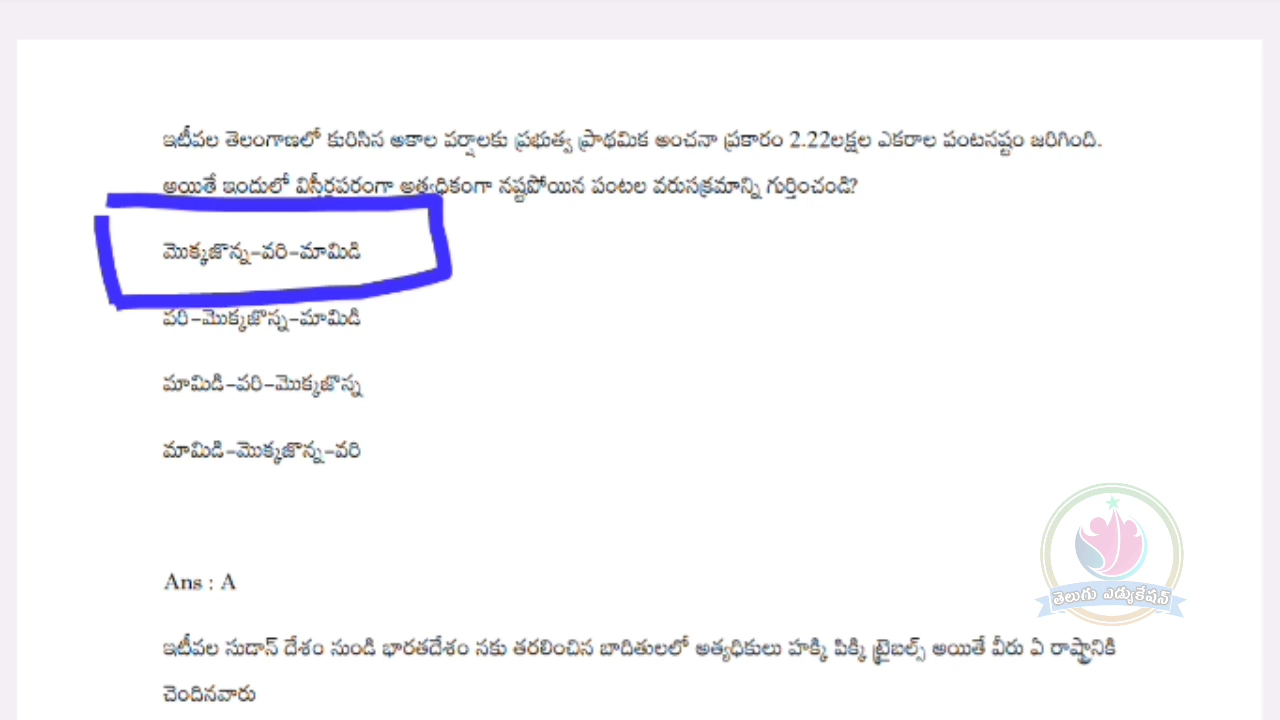 ఇటీవల తెలంగాణలో కురిసిన అకాల వర్షాలకు ప్రభుత్వ ప్రాథమిక అంచనా ప్రకారం 2.22లక్షల ఎకరాల పంటనష్టం జరిగింది.
అయితే ఇందులో విస్తీర్ణపరంగా అత్యధికంగా నష్టపోయిన పంటల వరుసక్రమాన్ని గుర్తించండి?
మొక్కజొన్న-వరి-మామిడి
వరి-మొక్కజొన్న-మామిడి
మామిడి-వరి-మొక్కజొన్న
మామిడి-మొక్కజొన్న-వరి
Ans : A
తెలుగు ఎడ్యుకేషన్
ఇటీవల సుడాన్ దేశం నుండి భారతదేశం నకు తరలించిన బాదితులలో అత్యధికులు హక్కి పిక్కి ట్రైబల్స్ అయితే వీరు ఏ రాష్ట్రానికి
చెందినవారు